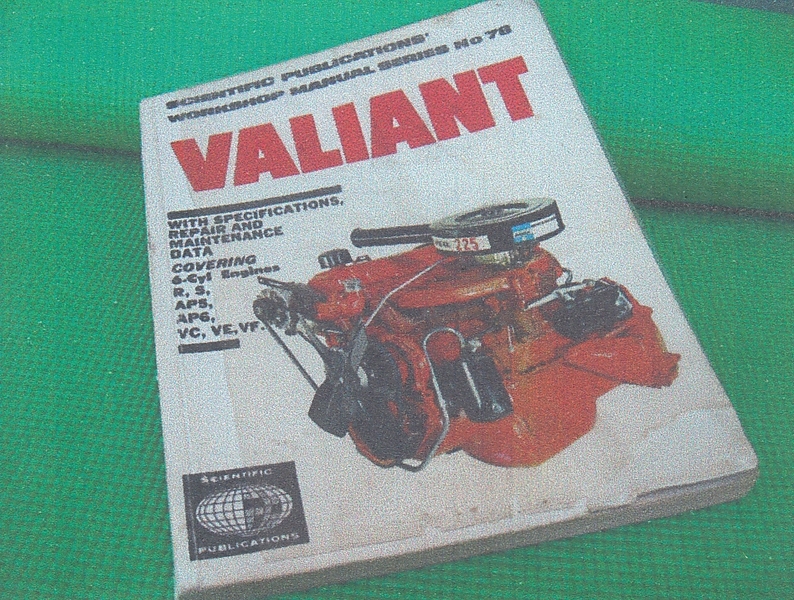 SCIENTIFIC PUBLICATIONS'
WORKSHOP MANUAL SERIES No 78
VALIANT
WITH SPECIFICATIONS,
REPAIR AND
MAINTENANCE
DATA
COVERING
6-Cyl Engines
R, S,
AP5,
AP6,
VC, VE, VF.
225
SCIENTIFIC
PUBLICATIONS